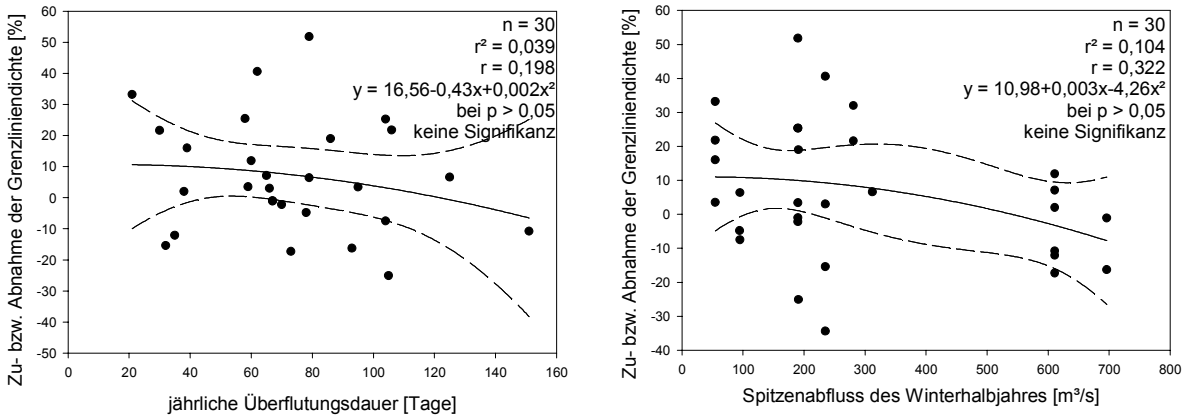 Zu- bzw. Abnahme der Grenzliniendichte [%]
60
50
40
30
20
10
0
-10
-20
-30
-40
-50
n = 30
r² = 0,039
r = 0,198
y = 16,56-0,43x+0,002x²
bei p > 0,05
keine Signifikanz
0 20 40 60 80 100 120 140 160
jährliche Überflutungsdauer [Tage]
Zu- bzw. Abnahme der Grenzliniendichte [%]
60
50
40
30
20
10
0
-10
-20
-30
-40
n = 30
r² = 0,104
r = 0,322
y = 10,98+0,003x-4,26x²
bei p > 0,05
keine Signifikanz
0 100 200 300 400 500 600 700 800
Spitzenabfluss des Winterhalbjahres [m³/s]